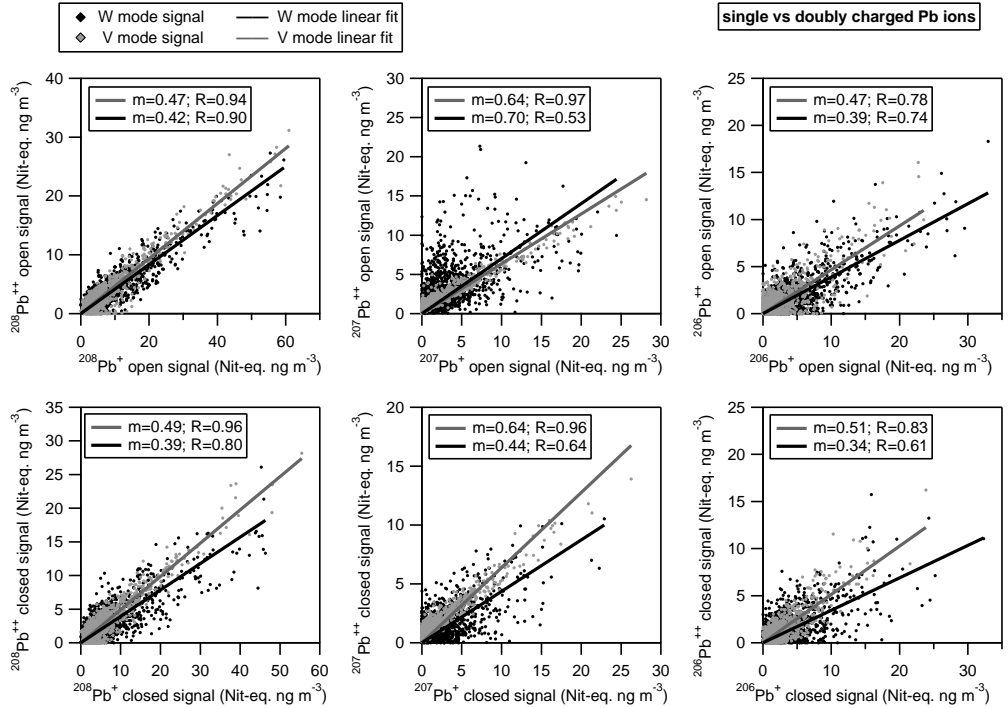 W mode signal W mode linear fit
V mode signal V mode linear fit
single vs doubly charged Pb ions
40
30
20
10
0
0 20 40 60
m=0.47; R=0.94
m=0.42; R=0.90
²⁰⁸Pb⁺⁺ open signal (Nit-eq. ng m⁻³)
²⁰⁸Pb⁺ open signal (Nit-eq. ng m⁻³)
30
25
20
15
10
5
0
0 5 10 15 20 25 30
m=0.64; R=0.97
m=0.70; R=0.53
²⁰⁷Pb⁺⁺ open signal (Nit-eq. ng m⁻³)
²⁰⁷Pb⁺ open signal (Nit-eq. ng m⁻³)
25
20
15
10
5
0
0 10 20 30
m=0.47; R=0.78
m=0.39; R=0.74
²⁰⁶Pb⁺⁺ open signal (Nit-eq. ng m⁻³)
²⁰⁶Pb⁺ open signal (Nit-eq. ng m⁻³)
35
30
25
20
15
10
5
0
0 10 20 30 40 50 60
m=0.49; R=0.96
m=0.39; R=0.80
²⁰⁸Pb⁺⁺ closed signal (Nit-eq. ng m⁻³)
²⁰⁸Pb⁺ closed signal (Nit-eq. ng m⁻³)
20
15
10
5
0
0 5 10 15 20 25 30
m=0.64; R=0.96
m=0.44; R=0.64
²⁰⁷Pb⁺⁺ closed signal (Nit-eq. ng m⁻³)
²⁰⁷Pb⁺ closed signal (Nit-eq. ng m⁻³)
25
20
15
10
5
0
0 10 20 30
m=0.51; R=0.83
m=0.34; R=0.61
²⁰⁶Pb⁺⁺ closed signal (Nit-eq. ng m⁻³)
²⁰⁶Pb⁺ closed signal (Nit-eq. ng m⁻³)